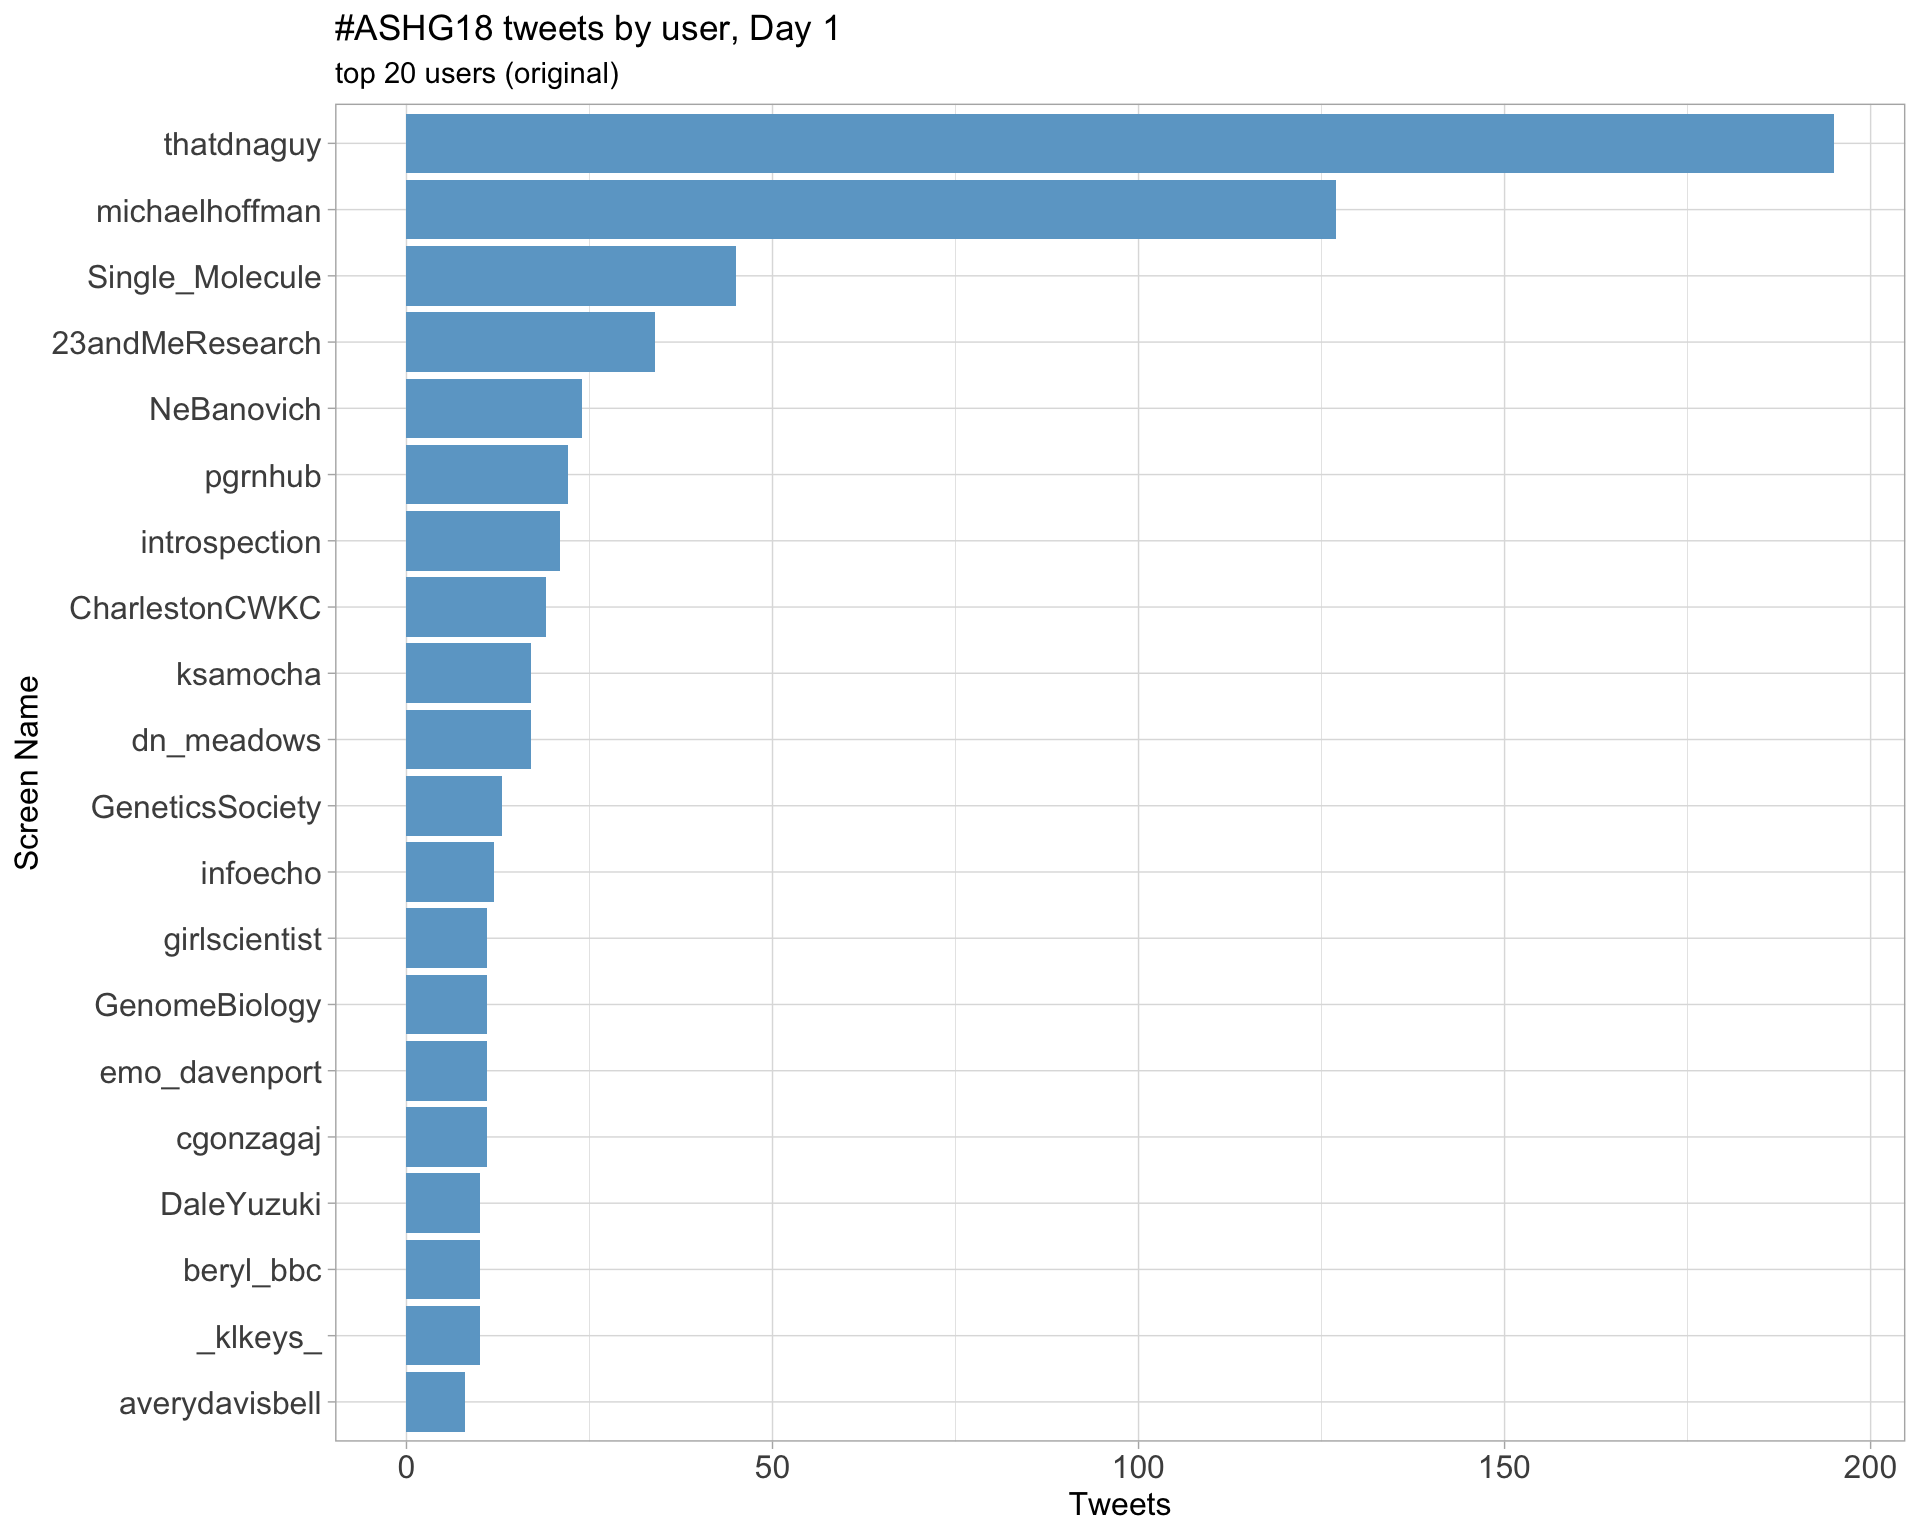 #ASHG18 tweets by user, Day 1
top 20 users (original)
thatdnaguy
michaelhoffman
Single_Molecule
23andMeResearch
NeBanovich
pgrnhub
introspection
CharlestonCWKC
ksamocha
dn_meadows
GeneticsSociety
infoecho
girlscientist
GenomeBiology
emo_davenport
cgonzagaj
DaleYuzuki
beryl_bbc
_klkeys_
averydavisbell
Screen Name
0 50 100 150 200
Tweets